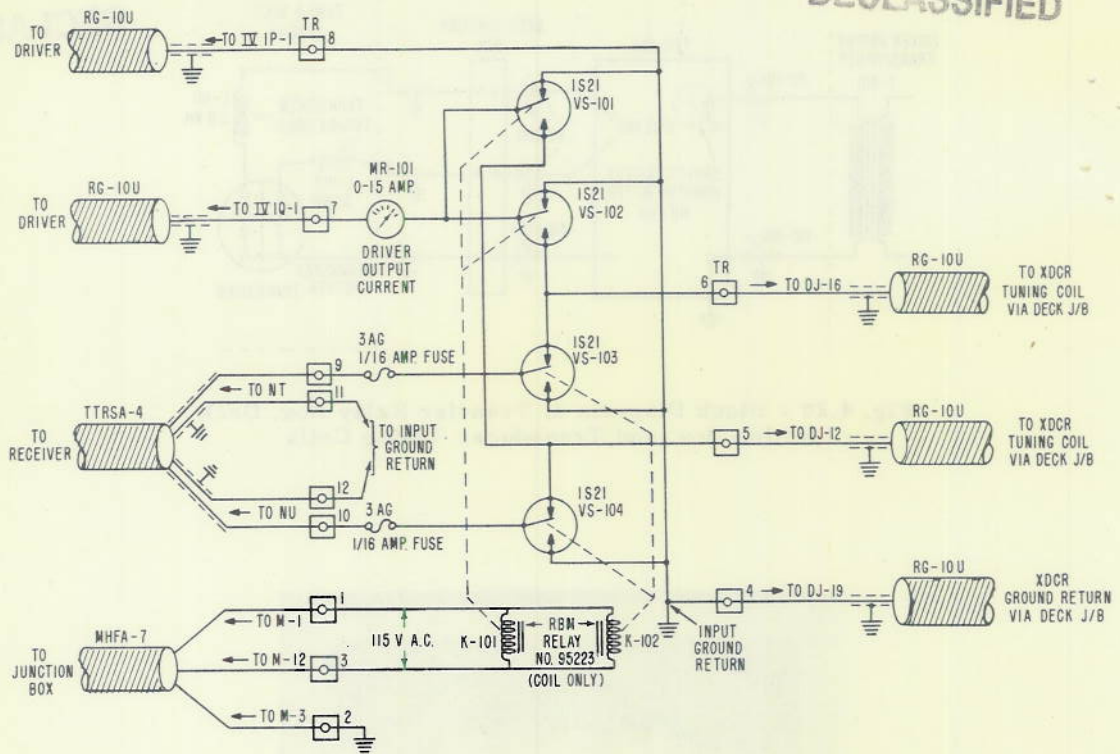 DECLASSIFIED
RG-10U
TO
DRIVER
TO IV IP-1
TR
8
1S21
VS-101
RG-10U
TO
DRIVER
TO IV IQ-1
7
MR-101
0-15 AMP.
DRIVER
OUTPUT
CURRENT
1S21
VS-102
TR
6
TO DJ-16
RG-10U
TO XDCR
TUNING COIL
VIA DECK J/B
1S21
VS-103
3AG
1/16 AMP. FUSE
9
TO NT
11
TTRSA-4
TO
RECEIVER
TO INPUT
GROUND
RETURN
12
TO NU
10
3AG
1/16 AMP. FUSE
5
TO DJ-12
RG-10U
TO XDCR
TUNING COIL
VIA DECK J/B
1S21
VS-104
4
TO DJ-19
RG-10U
XDCR
GROUND RETURN
VIA DECK J/B
INPUT
GROUND
RETURN
MHFA-7
TO
JUNCTION
BOX
TO M-1
1
115 V A.C.
K-101
RBM
RELAY
NO. 95223
(COIL ONLY)
K-102
TO M-12
3
TO M-3
2